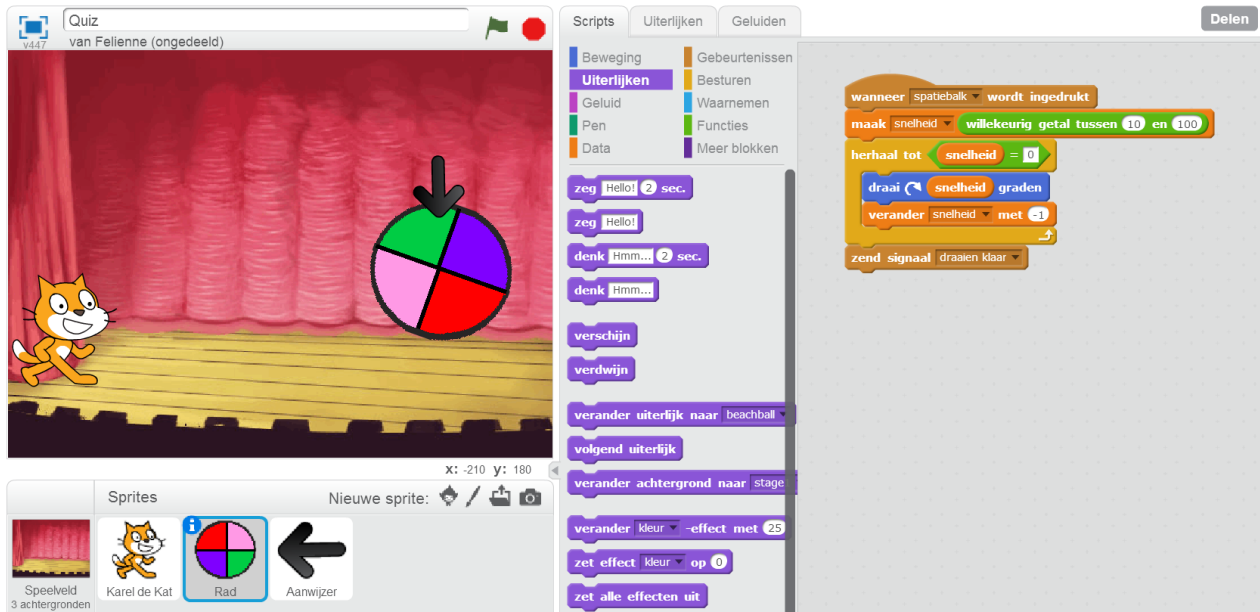 Quiz
v447
van Felienne (ongedeeld)
x: -210 y: 180
Sprites
Nieuwe sprite:
Speelveld
3 achtergronden
Karel de Kat
Rad
Aanwijzer
Scripts
Uiterlijken
Geluiden
Delen
Beweging
Gebeurtenissen
Uiterlijken
Besturen
Geluid
Waarnemen
Pen
Functies
Data
Meer blokken
zeg Hello! 2 sec.
zeg Hello!
denk Hmm... 2 sec.
denk Hmm...
verschijn
verdwijn
verander uiterlijk naar beachball
volgend uiterlijk
verander achtergrond naar stage
verander kleur -effect met 25
zet effect kleur op 0
zet alle effecten uit
wanneer spatiebalk wordt ingedrukt
maak snelheid willekeurig getal tussen 10 en 100
herhaal tot snelheid = 0
draai snelheid graden
verander snelheid met -1
zend signaal draaien klaar